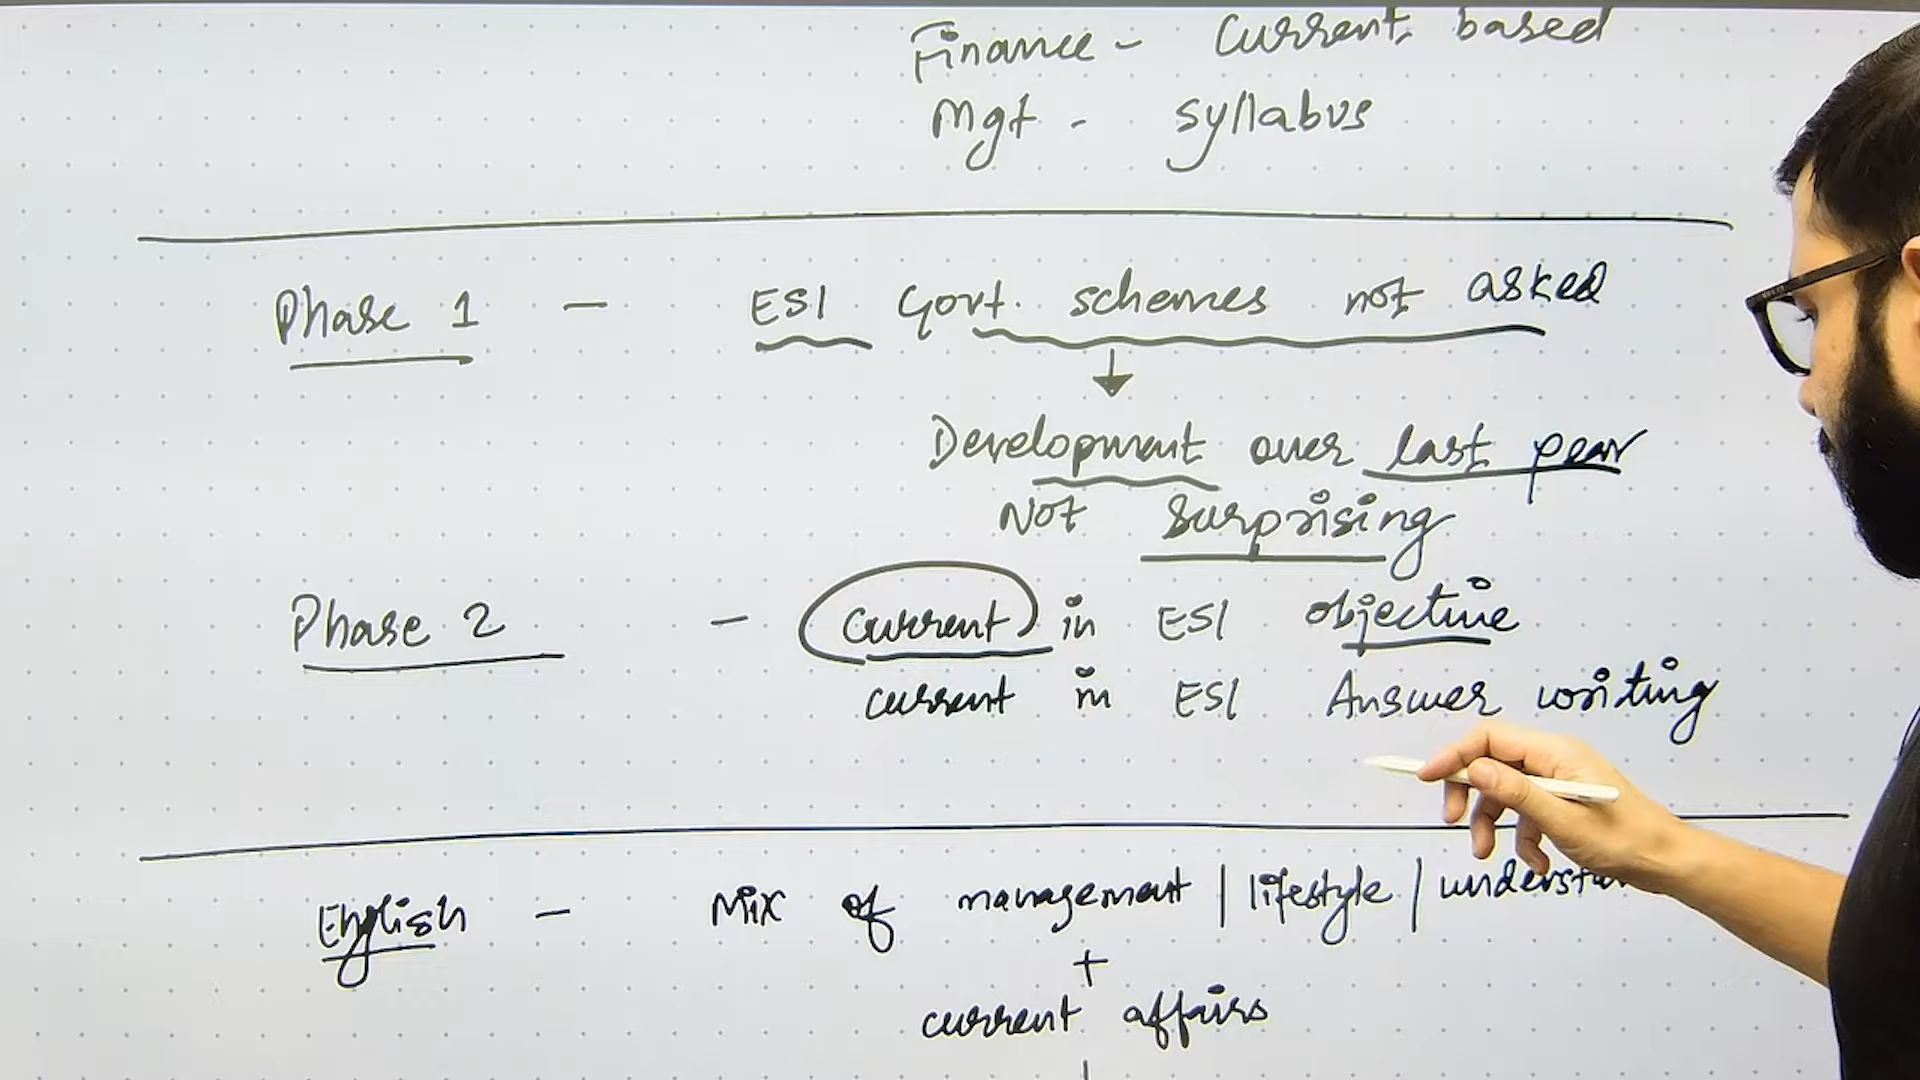 Finance - Current based
Mgt - syllabus
Phase 1 - ESI Govt. schemes not asked
Development over last year
Not Surprising
Phase 2 - Current in ESI objective
current in ESI Answer writing
English - Mix of management | lifestyle |
+
current affairs